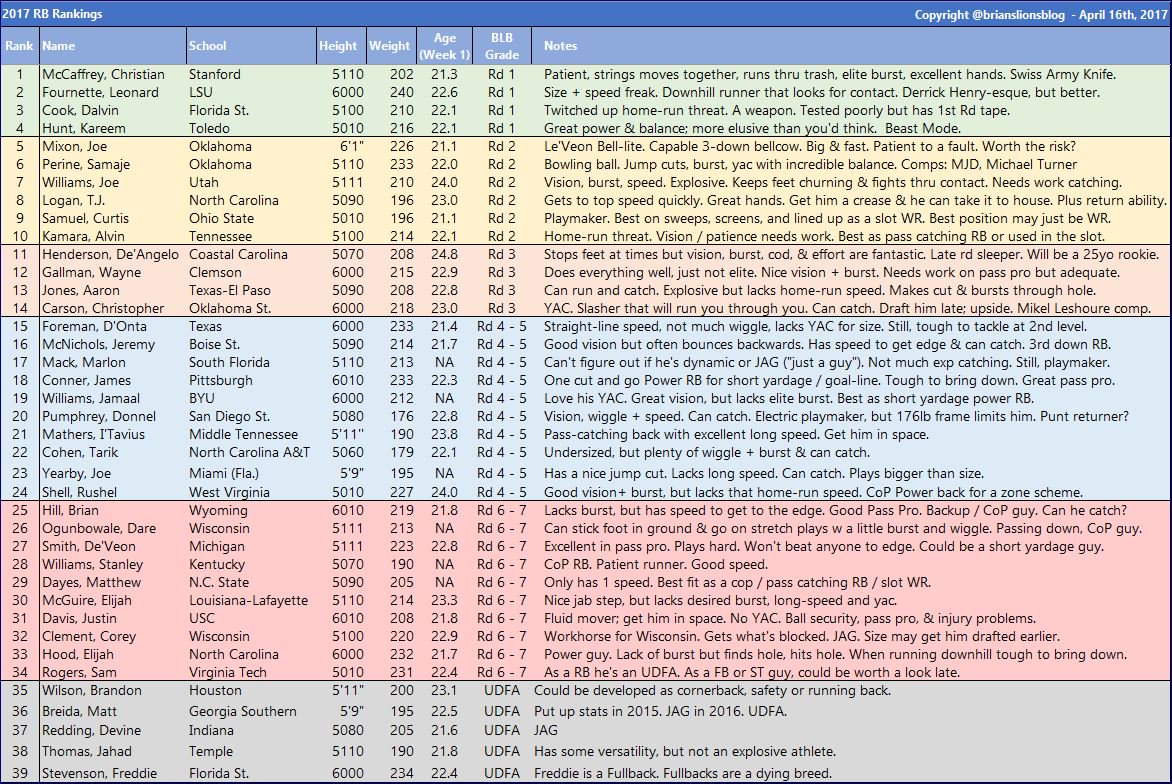 2017 RB Rankings Copyright @brianslionsblog - April 16th, 2017
Rank Name School Height Weight Age (Week 1) BLB Grade Notes
1 McCaffrey, Christian Stanford 5110 202 21.3 Rd 1 Patient, strings moves together, runs thru trash, elite burst, excellent hands. Swiss Army Knife.
2 Fournette, Leonard LSU 6000 240 22.6 Rd 1 Size + speed freak. Downhill runner that looks for contact. Derrick Henry-esque, but better.
3 Cook, Dalvin Florida St. 5100 210 22.1 Rd 1 Twitched up home-run threat. A weapon. Tested poorly but has 1st Rd tape.
4 Hunt, Kareem Toledo 5010 216 22.1 Rd 1 Great power & balance; more elusive than you'd think. Beast Mode.
5 Mixon, Joe Oklahoma 6'1" 226 21.1 Rd 2 Le'Veon Bell-lite. Capable 3-down bellcow. Big & fast. Patient to a fault. Worth the risk?
6 Perine, Samaje Oklahoma 5110 233 22.0 Rd 2 Bowling ball. Jump cuts, burst, yac with incredible balance. Comps: MJD, Michael Turner
7 Williams, Joe Utah 5111 210 24.0 Rd 2 Vision, burst, speed. Explosive. Keeps feet churning & fights thru contact. Needs work catching.
8 Logan, T.J. North Carolina 5090 196 23.0 Rd 2 Gets to top speed quickly. Great hands. Get him a crease & he can take it to house. Plus return ability.
9 Samuel, Curtis Ohio State 5010 196 21.1 Rd 2 Playmaker. Best on sweeps, screens, and lined up as a slot WR. Best position may just be WR.
10 Kamara, Alvin Tennessee 5100 214 22.1 Rd 2 Home-run threat. Vision / patience needs work. Best as pass catching RB or used in the slot.
11 Henderson, De'Angelo Coastal Carolina 5070 208 24.8 Rd 3 Stops feet at times but vision, burst, cod, & effort are fantastic. Late rd sleeper. Will be a 25yo rookie.
12 Gallman, Wayne Clemson 6000 215 22.9 Rd 3 Does everything well, just not elite. Nice vision + burst. Needs work on pass pro but adequate.
13 Jones, Aaron Texas-El Paso 5090 208 22.8 Rd 3 Can run and catch. Explosive but lacks home-run speed. Makes cut & bursts through hole.
14 Carson, Christopher Oklahoma St. 6000 218 23.0 Rd 3 YAC. Slasher that will run you through you. Can catch. Draft him late; upside. Mikel Leshoure comp.
15 Foreman, D'Onta Texas 6000 233 21.4 Rd 4 - 5 Straight-line speed, not much wiggle, lacks YAC for size. Still, tough to tackle at 2nd level.
16 McNichols, Jeremy Boise St. 5090 214 21.7 Rd 4 - 5 Good vision but often bounces backwards. Has speed to get edge & can catch. 3rd down RB.
17 Mack, Marlon South Florida 5110 213 NA Rd 4 - 5 Can't figure out if he's dynamic or JAG ("just a guy"). Not much exp catching. Still, playmaker.
18 Conner, James Pittsburgh 6010 233 22.3 Rd 4 - 5 One cut and go Power RB for short yardage / goal-line. Tough to bring down. Great pass pro.
19 Williams, Jamaal BYU 6000 212 NA Rd 4 - 5 Love his YAC. Great vision, but lacks elite burst. Best as short yardage power RB.
20 Pumphrey, Donnel San Diego St. 5080 176 22.8 Rd 4 - 5 Vision, wiggle + speed. Can catch. Electric playmaker, but 176lb frame limits him. Punt returner?
21 Mathers, I'Tavius Middle Tennessee 5'11" 190 23.8 Rd 4 - 5 Pass-catching back with excellent long speed. Get him in space.
22 Cohen, Tarik North Carolina A&T 5060 179 22.1 Rd 4 - 5 Undersized, but plenty of wiggle + burst & can catch.
23 Yearby, Joe Miami (Fla.) 5'9" 195 NA Rd 4 - 5 Has a nice jump cut. Lacks long speed. Can catch. Plays bigger than size.
24 Shell, Rushel West Virginia 5010 227 24.0 Rd 4 - 5 Good vision+ burst, but lacks that home-run speed. CoP Power back for a zone scheme.
25 Hill, Brian Wyoming 6010 219 21.8 Rd 6 - 7 Lacks burst, but has speed to get to the edge. Good Pass Pro. Backup / CoP guy. Can he catch?
26 Ogunbowale, Dare Wisconsin 5111 213 NA Rd 6 - 7 Can stick foot in ground & go on stretch plays w a little burst and wiggle. Passing down, CoP guy.
27 Smith, De'Veon Michigan 5111 223 22.8 Rd 6 - 7 Excellent in pass pro. Plays hard. Won't beat anyone to edge. Could be a short yardage guy.
28 Williams, Stanley Kentucky 5070 190 NA Rd 6 - 7 CoP RB. Patient runner. Good speed.
29 Dayes, Matthew N.C. State 5090 205 NA Rd 6 - 7 Only has 1 speed. Best fit as a cop / pass catching RB / slot WR.
30 McGuire, Elijah Louisiana-Lafayette 5110 214 23.3 Rd 6 - 7 Nice jab step, but lacks desired burst, long-speed and yac.
31 Davis, Justin USC 6010 208 21.8 Rd 6 - 7 Fluid mover; get him in space. No YAC. Ball security, pass pro, & injury problems.
32 Clement, Corey Wisconsin 5100 220 22.9 Rd 6 - 7 Workhorse for Wisconsin. Gets what's blocked. JAG. Size may get him drafted earlier.
33 Hood, Elijah North Carolina 6000 232 21.7 Rd 6 - 7 Power guy. Lack of burst but finds hole, hits hole. When running downhill tough to bring down.
34 Rogers, Sam Virginia Tech 5010 231 22.4 Rd 6 - 7 As a RB he's an UDFA. As a FB or ST guy, could be worth a look late.
35 Wilson, Brandon Houston 5'11" 200 23.1 UDFA Could be developed as cornerback, safety or running back.
36 Breida, Matt Georgia Southern 5'9" 195 22.5 UDFA Put up stats in 2015. JAG in 2016. UDFA.
37 Redding, Devine Indiana 5080 205 21.6 UDFA JAG
38 Thomas, Jahad Temple 5110 190 21.8 UDFA Has some versatility, but not an explosive athlete.
39 Stevenson, Freddie Florida St. 6000 234 22.4 UDFA Freddie is a Fullback. Fullbacks are a dying breed.